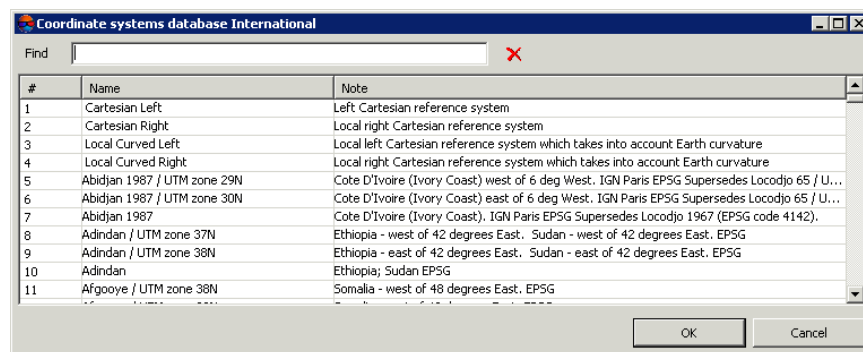 Coordinate systems database International
Find
# Name Note
1 Cartesian Left Left Cartesian reference system
2 Cartesian Right Local right Cartesian reference system
3 Local Curved Left Local left Cartesian reference system which takes into account Earth curvature
4 Local Curved Right Local right Cartesian reference system which takes into account Earth curvature
5 Abidjan 1987 / UTM zone 29N Cote D'Ivoire (Ivory Coast) west of 6 deg West. IGN Paris EPSG Supersedes Locodjo 65 / U...
6 Abidjan 1987 / UTM zone 30N Cote D'Ivoire (Ivory Coast) east of 6 deg West. IGN Paris EPSG Supersedes Locodjo 65 / U...
7 Abidjan 1987 Cote D'Ivoire (Ivory Coast). IGN Paris EPSG Supersedes Locodjo 1967 (EPSG code 4142).
8 Adindan / UTM zone 37N Ethiopia - west of 42 degrees East. Sudan - west of 42 degrees East. EPSG
9 Adindan / UTM zone 38N Ethiopia - east of 42 degrees East. Sudan - east of 42 degrees East. EPSG
10 Adindan Ethiopia; Sudan EPSG
11 Afgooye / UTM zone 38N Somalia - west of 48 degrees East. EPSG
OK Cancel